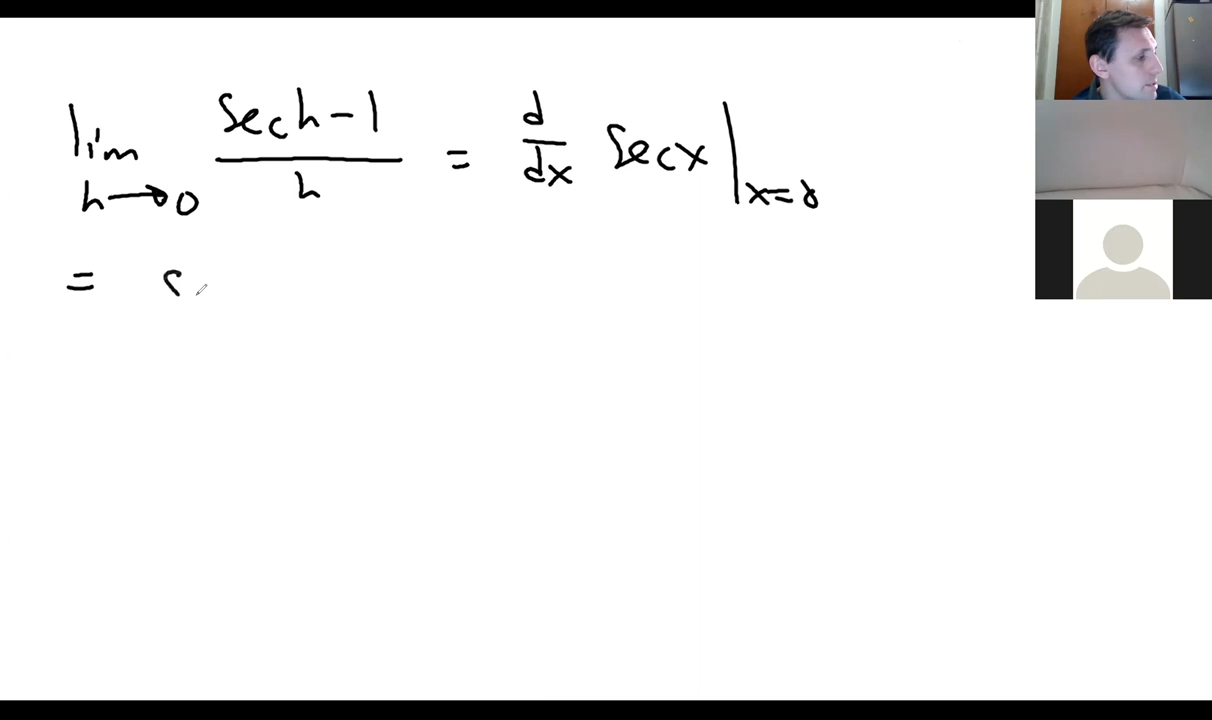 lim h→0 (sec h - 1)/h = d/dx sec x |x=0
=